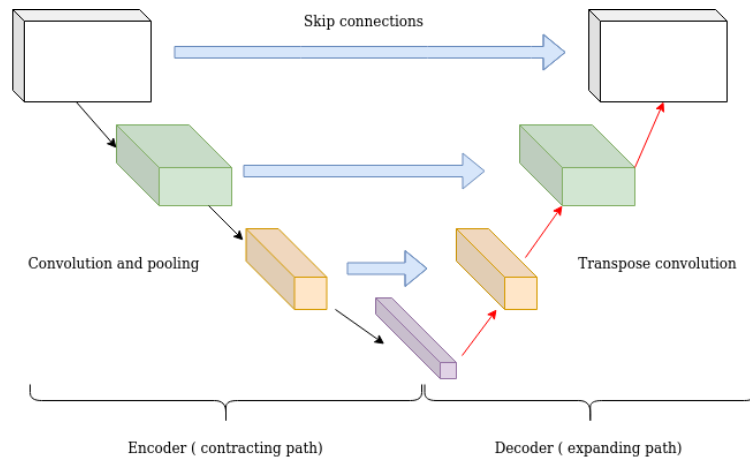 Skip connections
Convolution and pooling
Transpose convolution
Encoder ( contracting path)
Decoder ( expanding path)